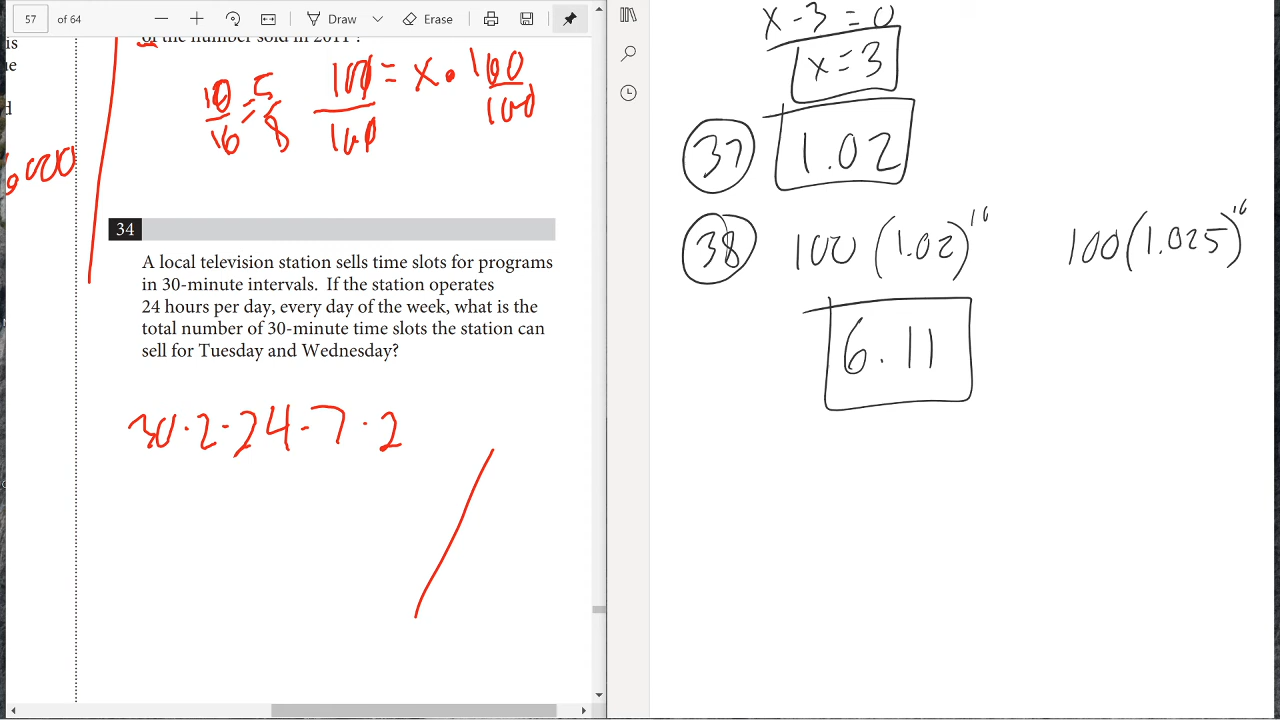 57 of 64 Draw Erase
is
ue
d
of the number sold in 2011?
10/16 = 5/8 100/160 = x · 160/100
6000
34
A local television station sells time slots for programs
in 30-minute intervals. If the station operates
24 hours per day, every day of the week, what is the
total number of 30-minute time slots the station can
sell for Tuesday and Wednesday?
30·2·24·7·2
x - 3 = 0
x = 3
37 1.02
38 100(1.02)^16 100(1.025)^16
6.11